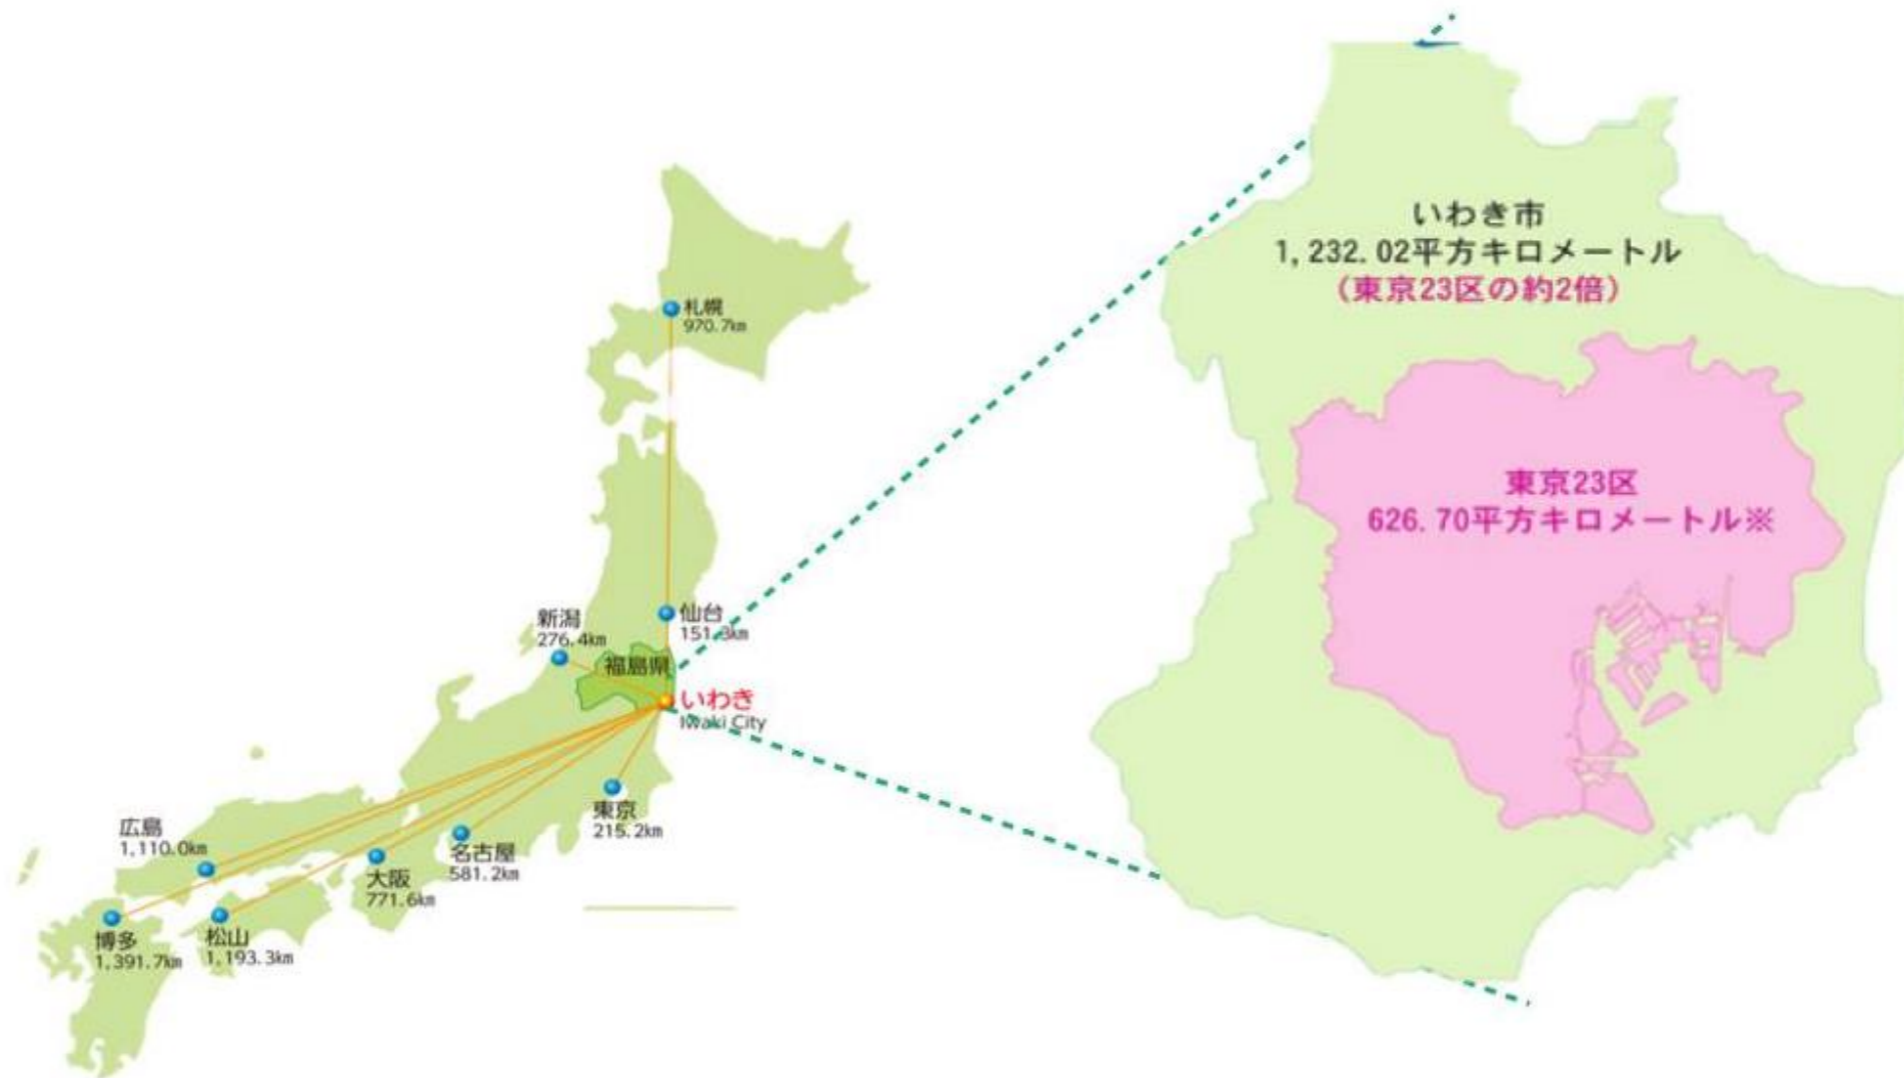 札幌
970.7㎞
仙台
151.3㎞
新潟
276.4㎞
福島県
いわき
Iwaki City
東京
215.2㎞
名古屋
581.2㎞
大阪
771.6㎞
広島
1,110.0㎞
松山
1,193.3㎞
博多
1,391.7㎞
いわき市
1,232.02平方キロメートル
(東京23区の約2倍)
東京23区
626.70平方キロメートル※